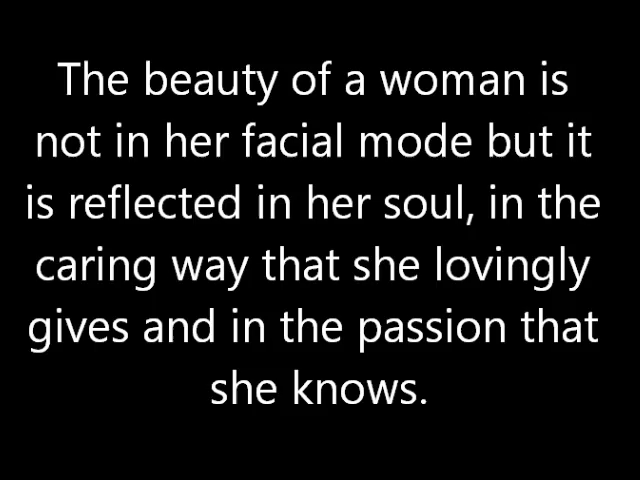 The beauty of a woman is
not in her facial mode but it
is reflected in her soul, in the
caring way that she lovingly
gives and in the passion that
she knows.